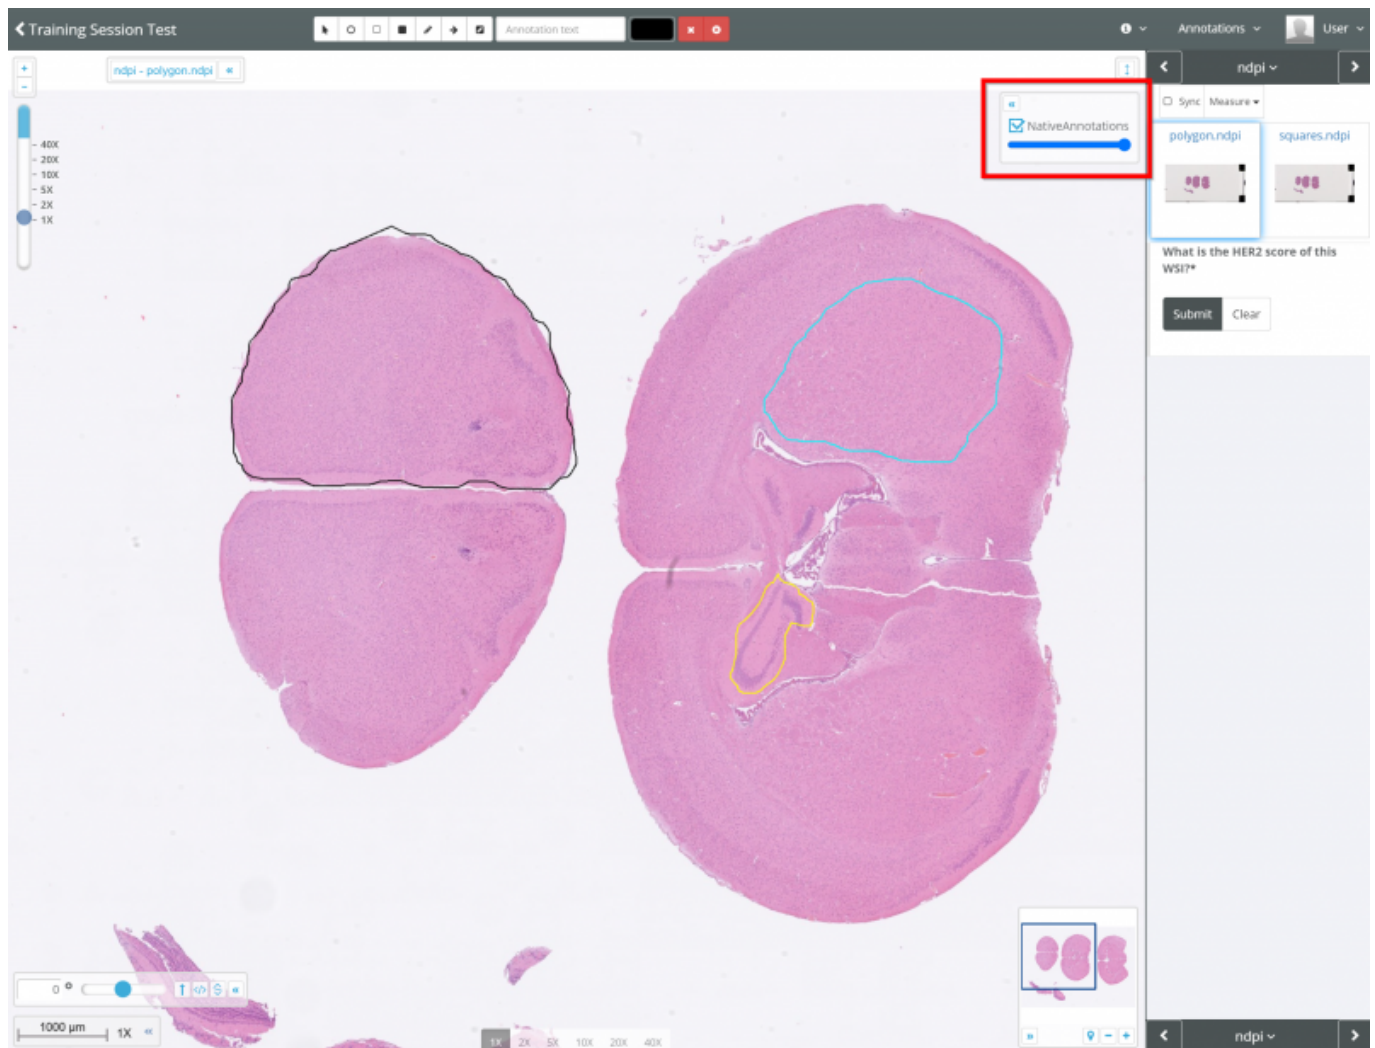 Training Session Test
Annotation text
Annotations
User
ndpi - polygon.ndpi
ndpi
Sync Measure
NativeAnnotations
polygon.ndpi squares.ndpi
40X
20X
10X
5X
2X
1X
What is the HER2 score of this
WSI?*
Submit Clear
0
1000 µm 1X
1X 2X 5X 10X 20X 40X
ndpi